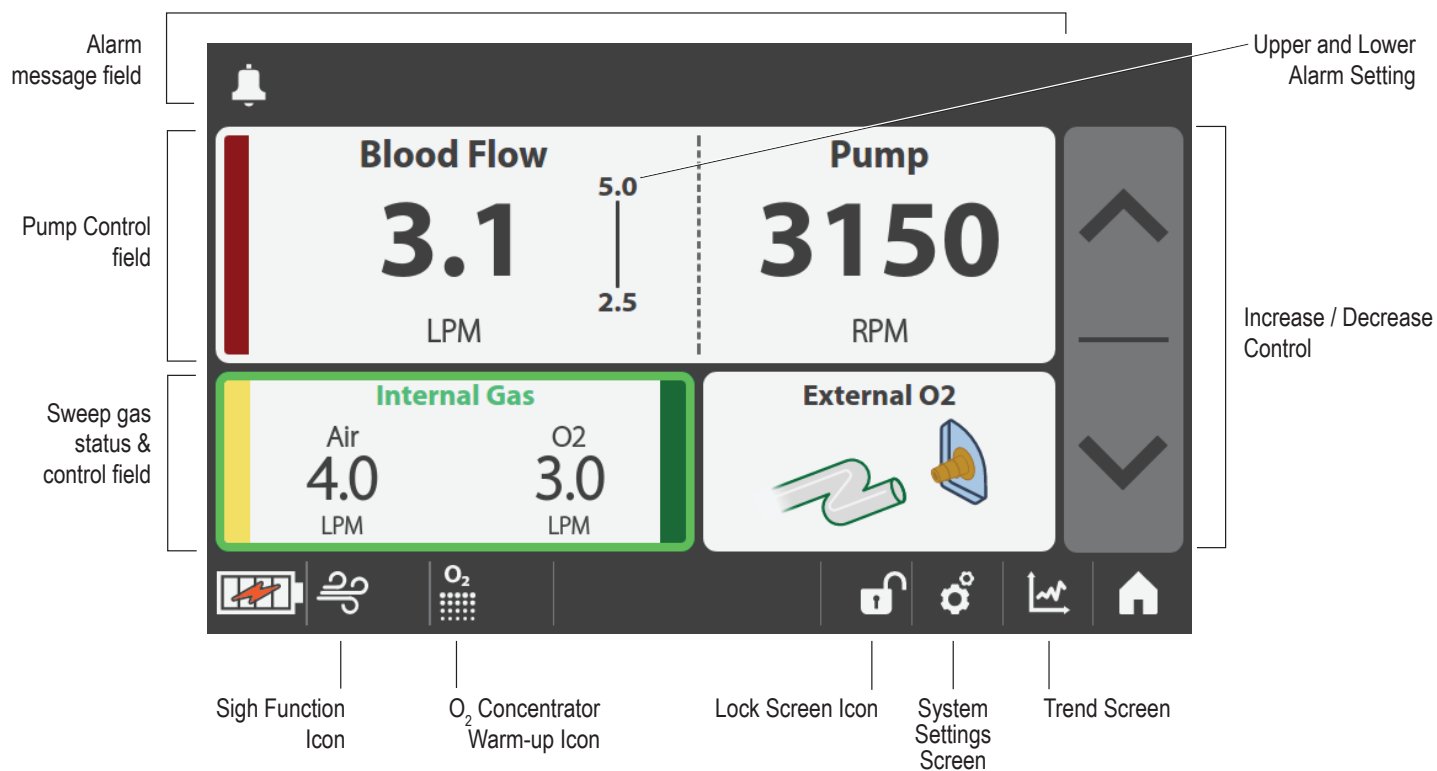 Alarm
message field
Upper and Lower
Alarm Setting
Pump Control
field
Blood Flow
3.1
LPM
5.0
2.5
Pump
3150
RPM
Increase / Decrease
Control
Sweep gas
status &
control field
Internal Gas
Air
4.0
LPM
O2
3.0
LPM
External O2
O₂
Sigh Function
Icon
O₂ Concentrator
Warm-up Icon
Lock Screen Icon
System
Settings
Screen
Trend Screen